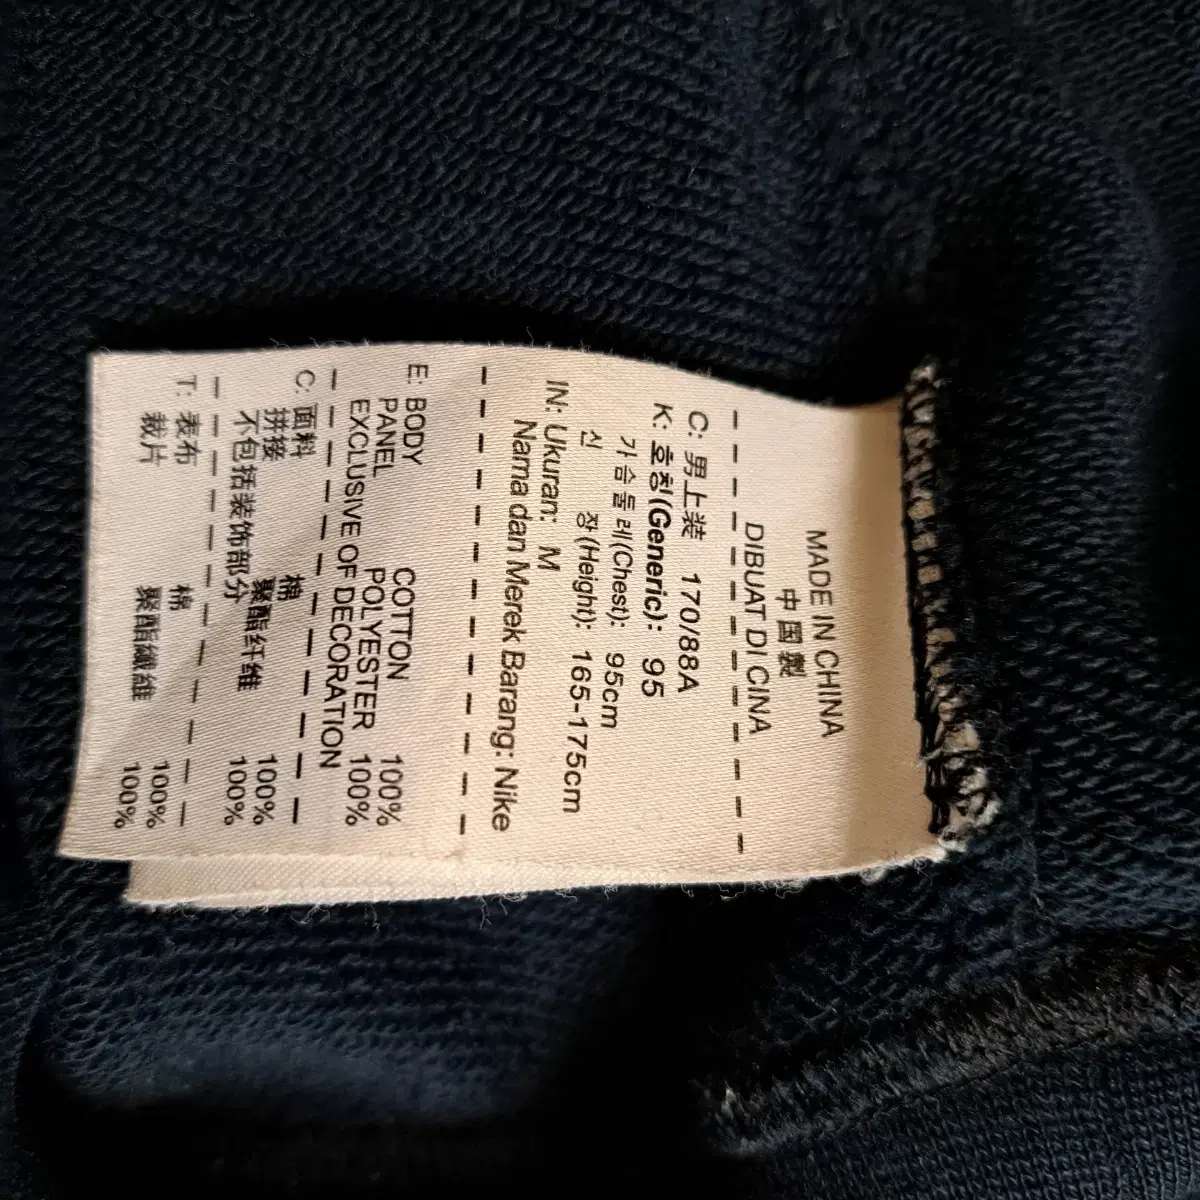 MADE IN CHINA
中国製
DIBUAT DI CINA
C: 男上装 170/88A
K: 호칭(Generic): 95
가슴둘레(Chest): 95cm
신 장(Height): 165-175cm
IN: Ukuran: M
Nama dan Merek Barang: Nike
E: BODY COTTON 100%
PANEL POLYESTER 100%
EXCLUSIVE OF DECORATION
C: 面料 棉 100%
拼接 聚酯纤维 100%
不包括装饰部分
T: 表布 棉 100%
裁片 聚酯纖維 100%